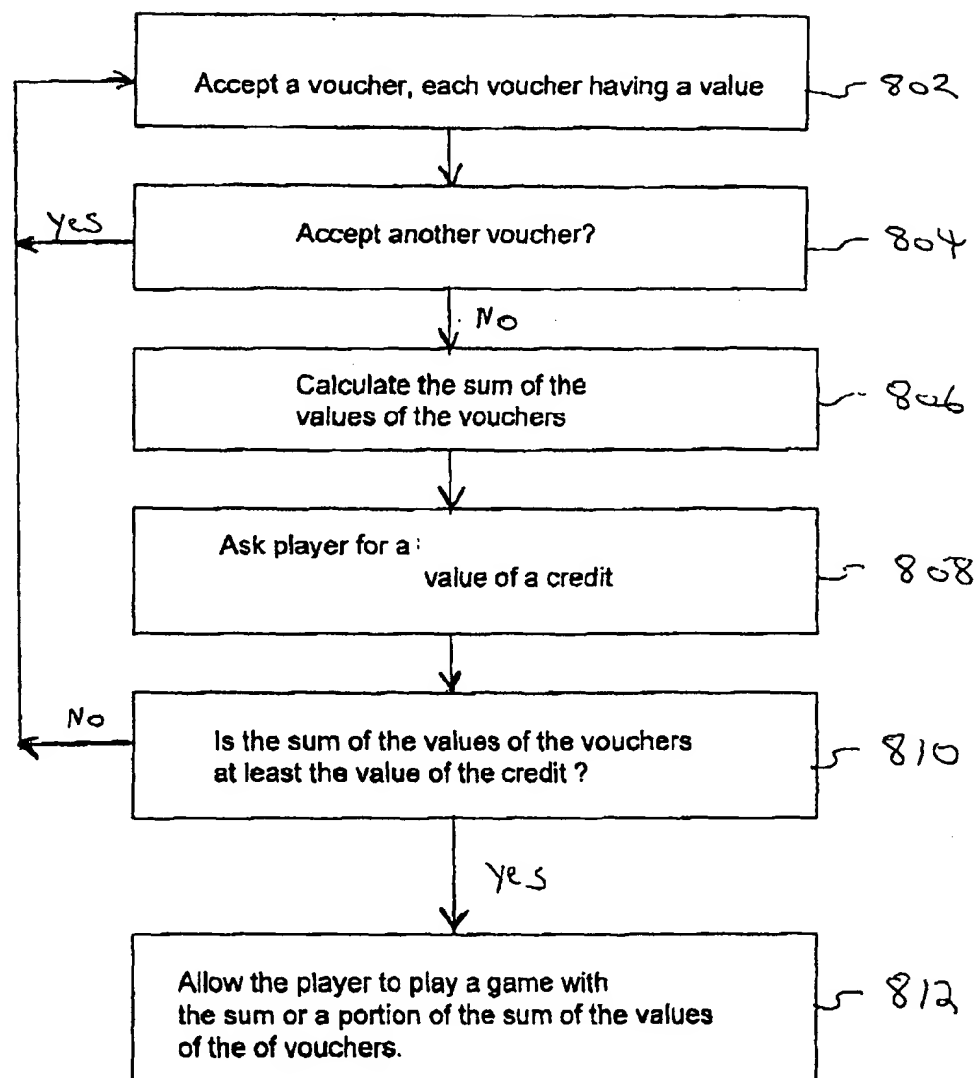 Accept a voucher, each voucher having a value
802
Accept another voucher?
804
Yes
No
Calculate the sum of the
values of the vouchers
806
Ask player for a :
value of a credit
808
No
Is the sum of the values of the vouchers
at least the value of the credit ?
810
Yes
Allow the player to play a game with
the sum or a portion of the sum of the values
of the of vouchers.
812